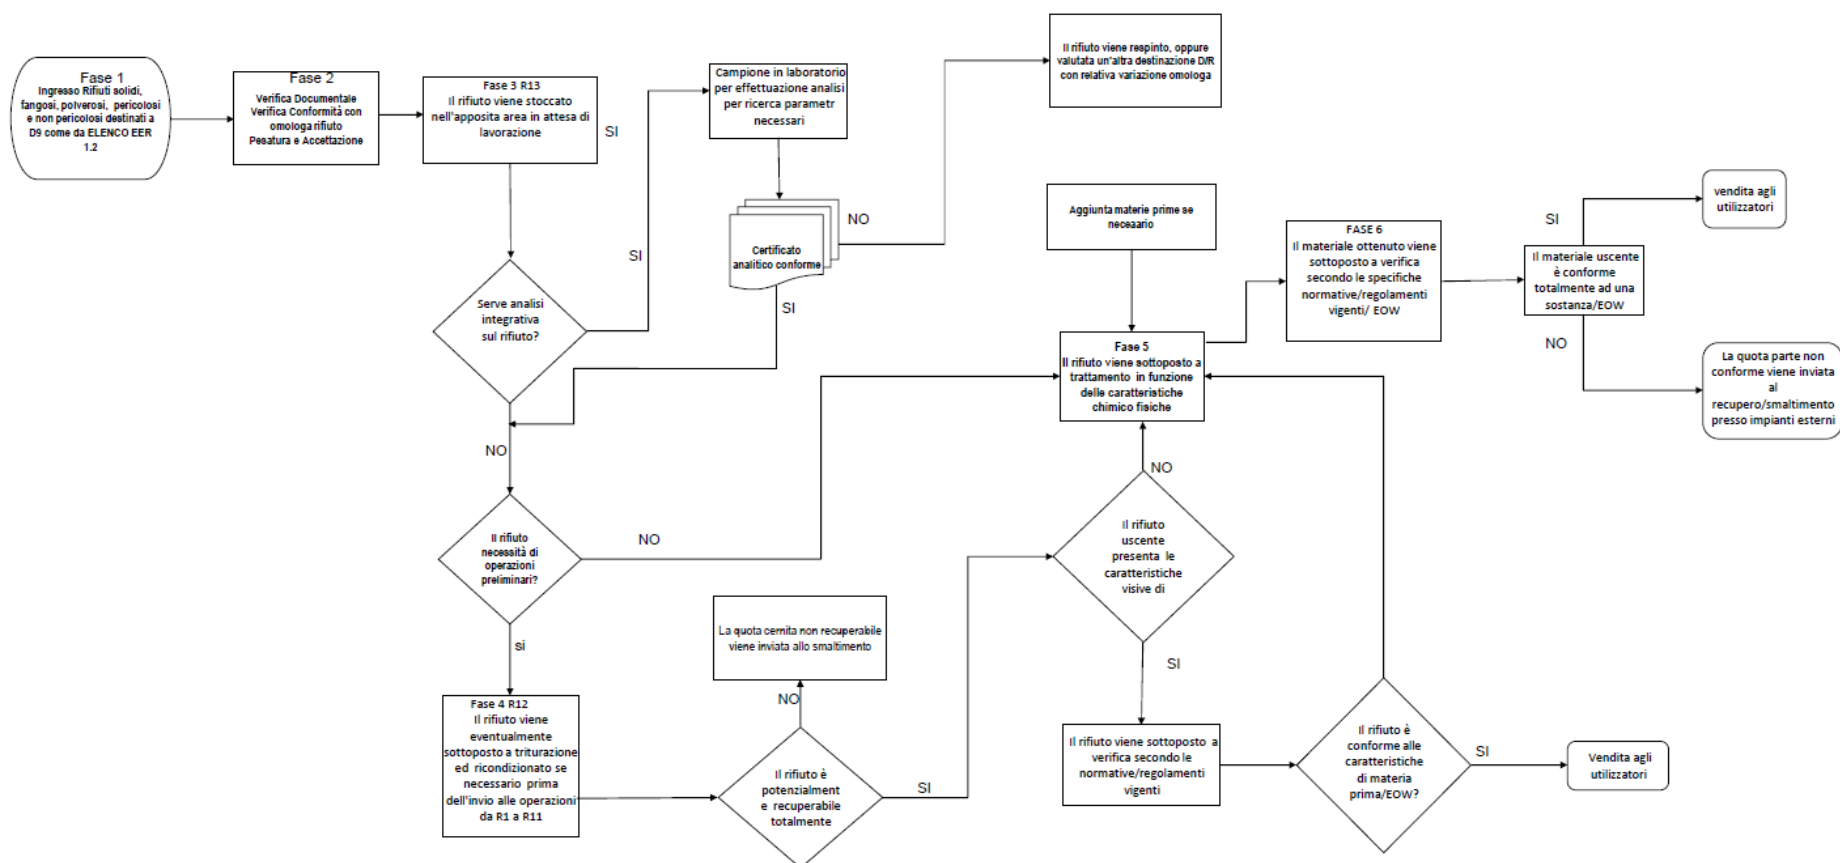 Fase 1
Ingresso Rifiuti solidi,
fangosi, polverosi, pericolosi
e non pericolosi destinati a
D9 come da ELENCO EER
1.2
Fase 2
Verifica Documentale
Verifica Conformità con
omologa rifiuto
Pesatura e Accettazione
Fase 3 R13
Il rifiuto viene stoccato
nell'apposita area in attesa di
lavorazione
SI
Campione in laboratorio
per effettuazione analisi
per ricerca parametr
necessari
Il rifiuto viene respinto, oppure
valutata un'altra destinazione D/R
con relativa variazione omologa
Certificato
analitico conforme
NO
SI
SI
Serve analisi
integrativa
sul rifiuto?
NO
Aggiunta materie prime se
necessario
Fase 5
Il rifiuto viene sottoposto a
trattamento in funzione
delle caratteristiche
chimico fisiche
FASE 6
Il materiale ottenuto viene
sottoposto a verifica
secondo le specifiche
normative/regolamenti
vigenti/ EOW
SI
Il materiale uscente
è conforme
totalmente ad una
sostanza/EOW
NO
vendita agli
utilizzatori
La quota parte non
conforme viene inviata
al
recupero/smaltimento
presso impianti esterni
Il rifiuto
necessità di
operazioni
preliminari?
NO
si
Fase 4 R12
Il rifiuto viene
eventualmente
sottoposto a triturazione
ed ricondizionato se
necessario prima
dell'invio alle operazioni
da R1 a R11
La quota cernita non recuperabile
viene inviata allo smaltimento
NO
Il rifiuto è
potenzialment
e recuperabile
totalmente
SI
NO
Il rifiuto
uscente
presenta le
caratteristiche
visive di
SI
Il rifiuto viene sottoposto a
verifica secondo le
normative/regolamenti
vigenti
Il rifiuto è
conforme alle
caratteristiche
di materia
prima/EOW?
SI
Vendita agli
utilizzatori